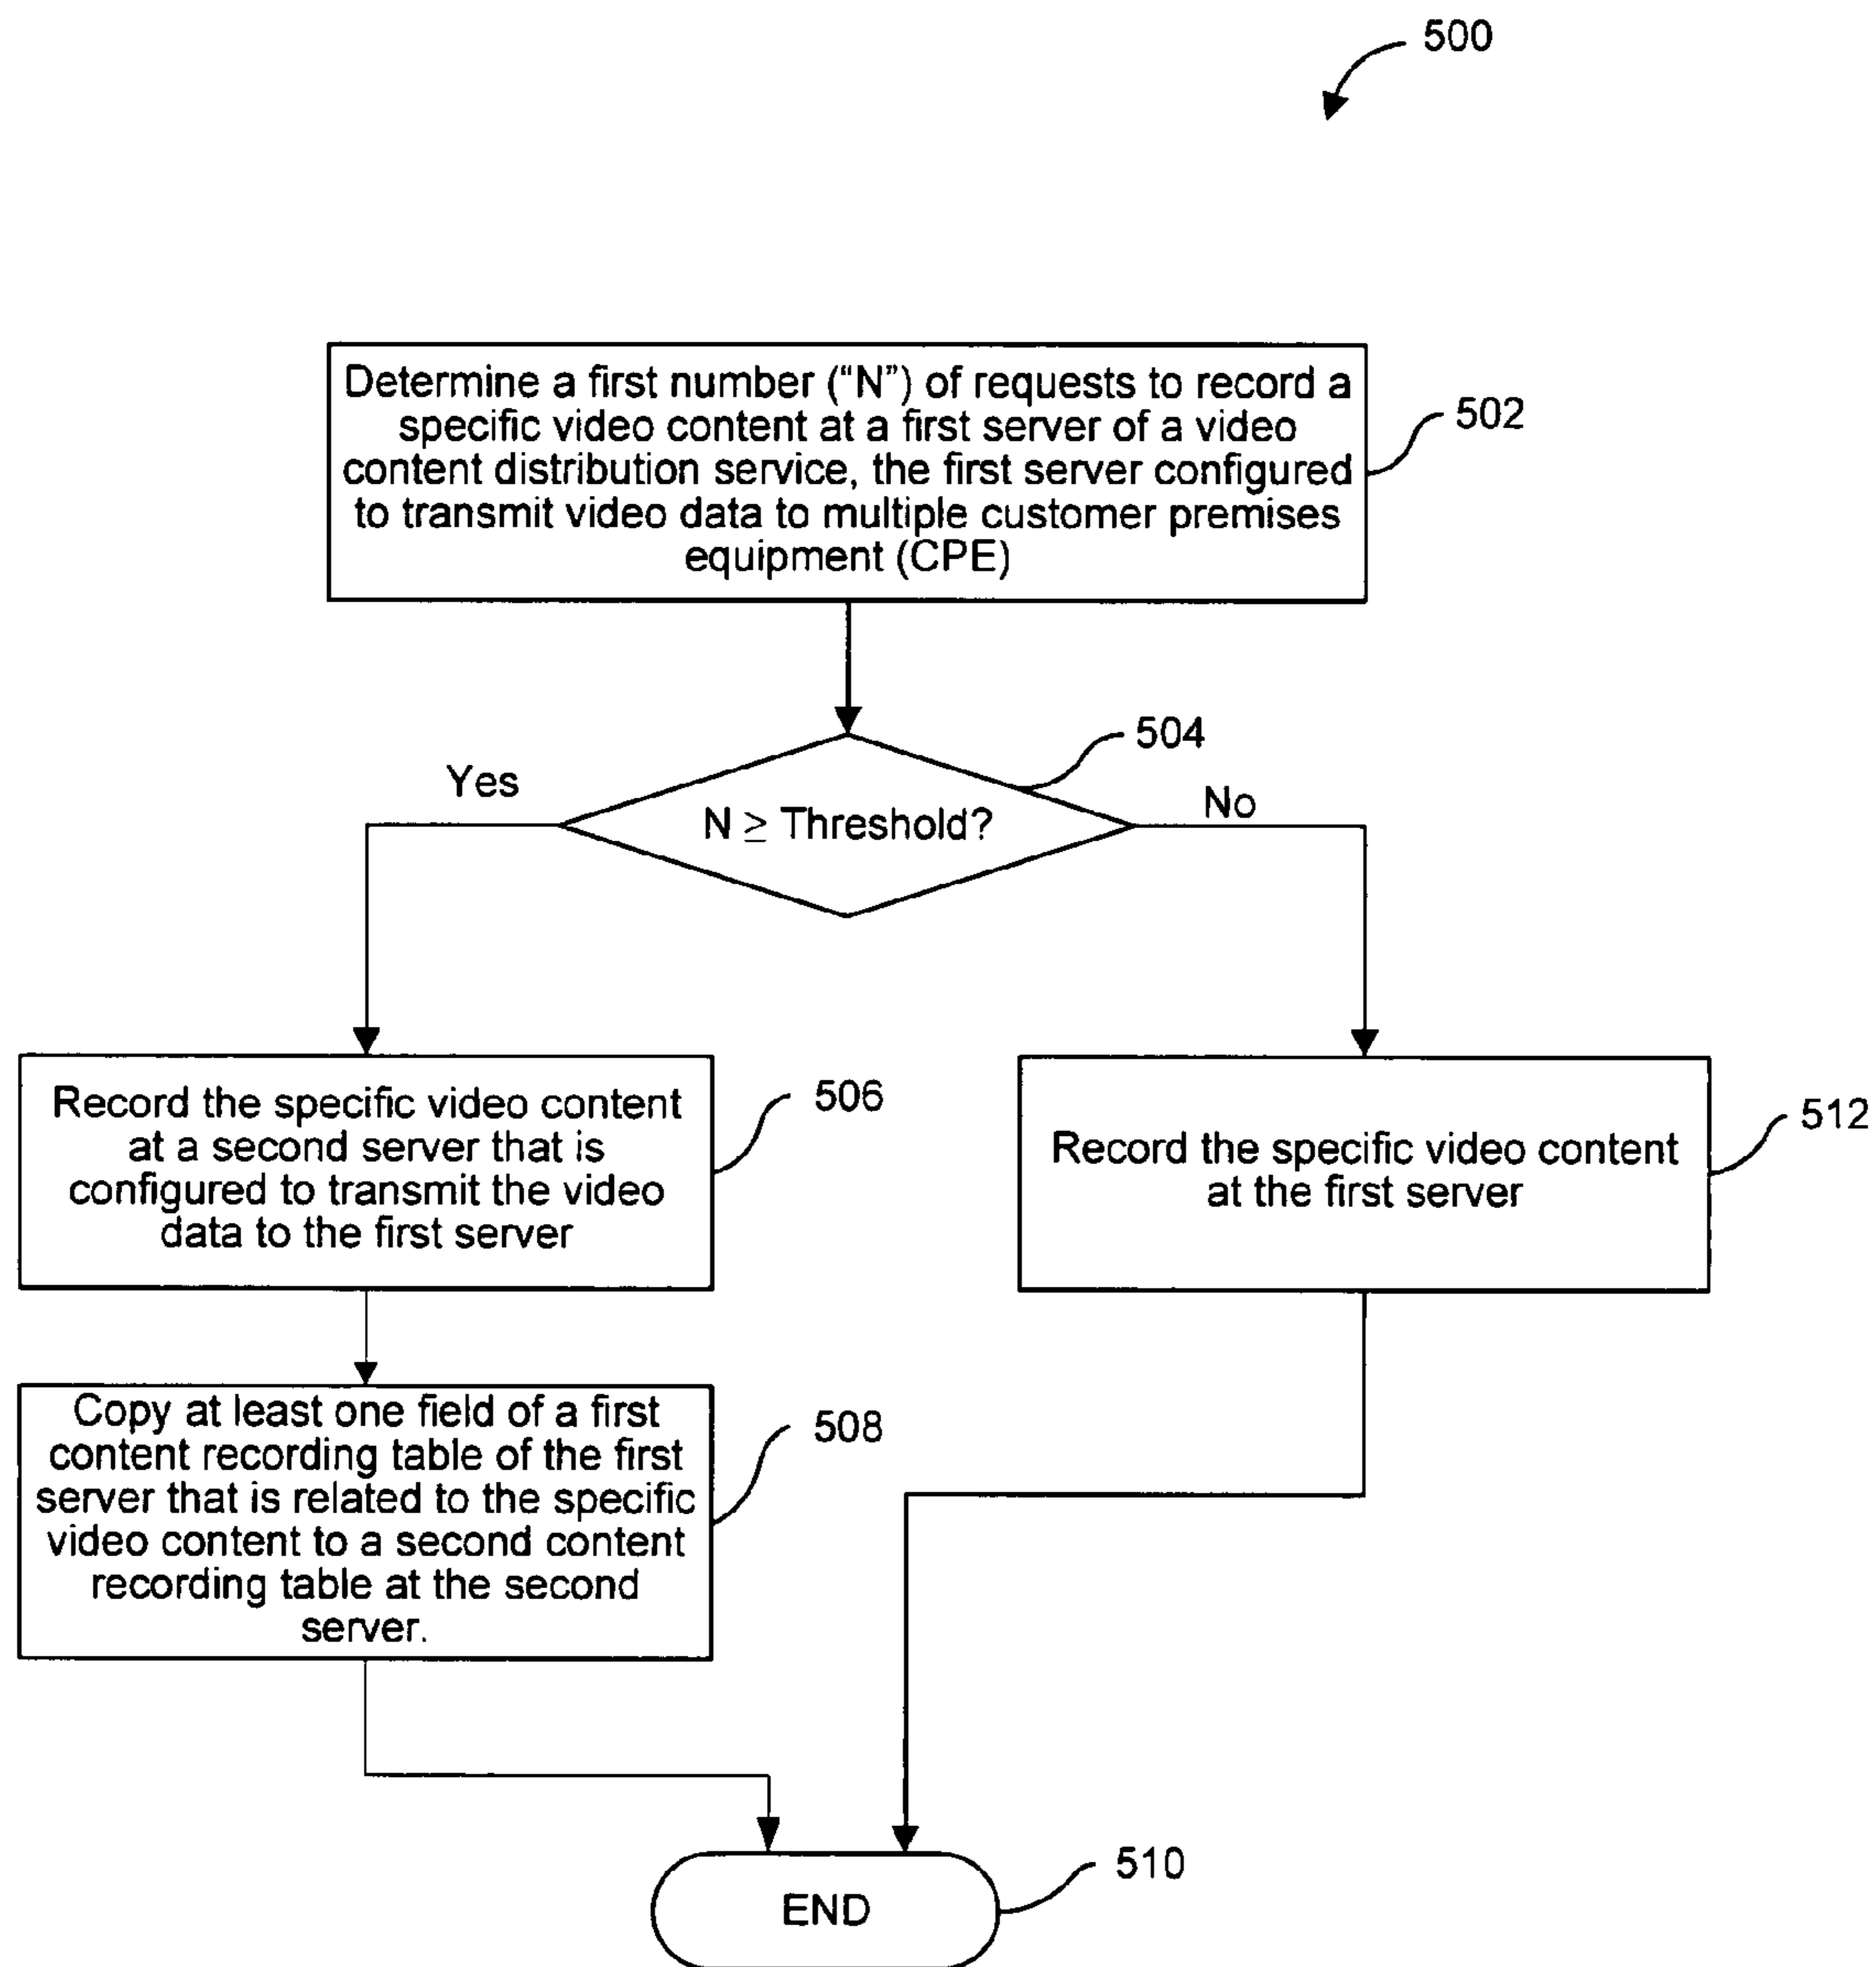 500
Determine a first number (“N”) of requests to record a
specific video content at a first server of a video
content distribution service, the first server configured
to transmit video data to multiple customer premises
equipment (CPE)
502
504
Yes
N ≥ Threshold?
No
Record the specific video content
at a second server that is
configured to transmit the video
data to the first server
506
Record the specific video content
at the first server
512
Copy at least one field of a first
content recording table of the first
server that is related to the specific
video content to a second content
recording table at the second
server.
508
END
510